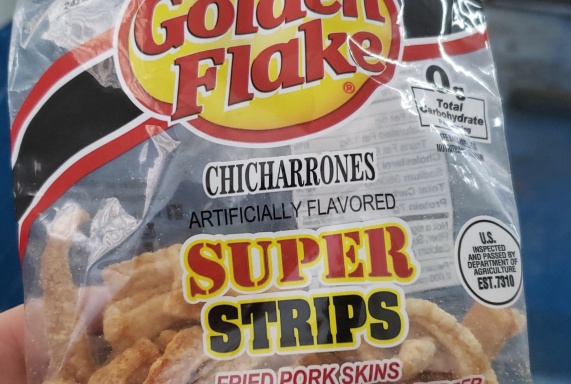 Golden
Flake®
0g
Total
Carbohydrate
CHICHARRONES
ARTIFICIALLY FLAVORED
SUPER
STRIPS
FRIED PORK SKINS
U.S.
INSPECTED
AND PASSED BY
DEPARTMENT OF
AGRICULTURE
EST.7310